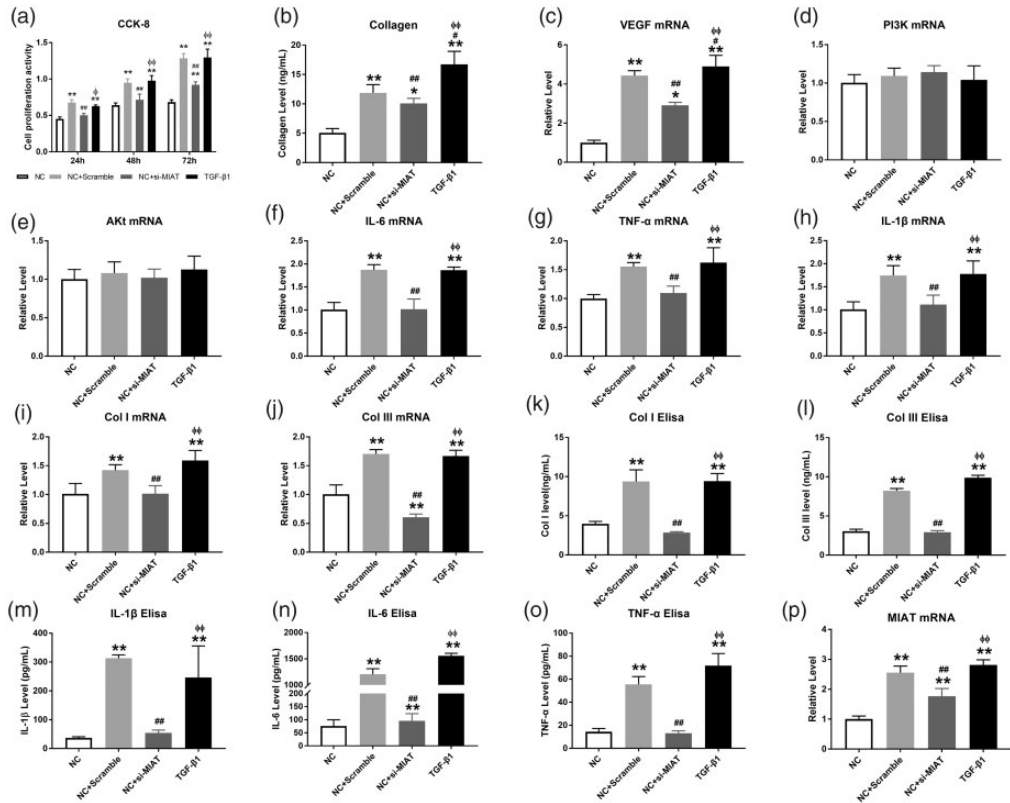 (a)
CCK-8
Cell proliferation activity
1.5
1.0
0.5
0.0
** ## ϕ **
** ## ** ϕϕ **
** ## ** ϕϕ **
24h 48h 72h
NC NC+Scramble NC+si-MIAT TGF-β1
(b)
Collagen
Collagen Level (ng/mL)
20
15
10
5
0
** ## * ϕϕ # **
NC NC+Scramble NC+si-MIAT TGF-β1
(c)
VEGF mRNA
Relative Level
6
4
2
0
** ## * ϕϕ # **
NC NC+Scramble NC+si-MIAT TGF-β1
(d)
PI3K mRNA
Relative Level
1.5
1.0
0.5
0.0
NC NC+Scramble NC+si-MIAT TGF-β1
(e)
AKt mRNA
Relative Level
1.5
1.0
0.5
0.0
NC NC+Scramble NC+si-MIAT TGF-β1
(f)
IL-6 mRNA
Relative Level
2.5
2.0
1.5
1.0
0.5
0.0
** ## ϕϕ **
NC NC+Scramble NC+si-MIAT TGF-β1
(g)
TNF-α mRNA
Relative Level
2.0
1.5
1.0
0.5
0.0
** ## ϕϕ **
NC NC+Scramble NC+si-MIAT TGF-β1
(h)
IL-1β mRNA
Relative Level
2.5
2.0
1.5
1.0
0.5
0.0
** ## ϕϕ **
NC NC+Scramble NC+si-MIAT TGF-β1
(i)
Col I mRNA
Relative Level
2.0
1.5
1.0
0.5
0.0
** ## ϕϕ **
NC NC+Scramble NC+si-MIAT TGF-β1
(j)
Col III mRNA
Relative Level
2.0
1.5
1.0
0.5
0.0
** ## ** ϕϕ **
NC NC+Scramble NC+si-MIAT TGF-β1
(k)
Col I Elisa
Col I level(ng/mL)
15
10
5
0
** ## ϕϕ **
NC NC+Scramble NC+si-MIAT TGF-β1
(l)
Col III Elisa
Col III level (ng/mL)
15
10
5
0
** ## ϕϕ **
NC NC+Scramble NC+si-MIAT TGF-β1
(m)
IL-1β Elisa
IL-1β Level (pg/mL)
400
300
200
100
0
** ## ϕϕ **
NC NC+Scramble NC+si-MIAT TGF-β1
(n)
IL-6 Elisa
IL-6 Level (pg/mL)
2000
1500
1000
200
150
100
50
0
** ## ** ϕϕ **
NC NC+Scramble NC+si-MIAT TGF-β1
(o)
TNF-α Elisa
TNF-α Level (pg/mL)
100
80
60
40
20
0
** ## ϕϕ **
NC NC+Scramble NC+si-MIAT TGF-β1
(p)
MIAT mRNA
Relative Level
4
3
2
1
0
** ## ** ϕϕ **
NC NC+Scramble NC+si-MIAT TGF-β1